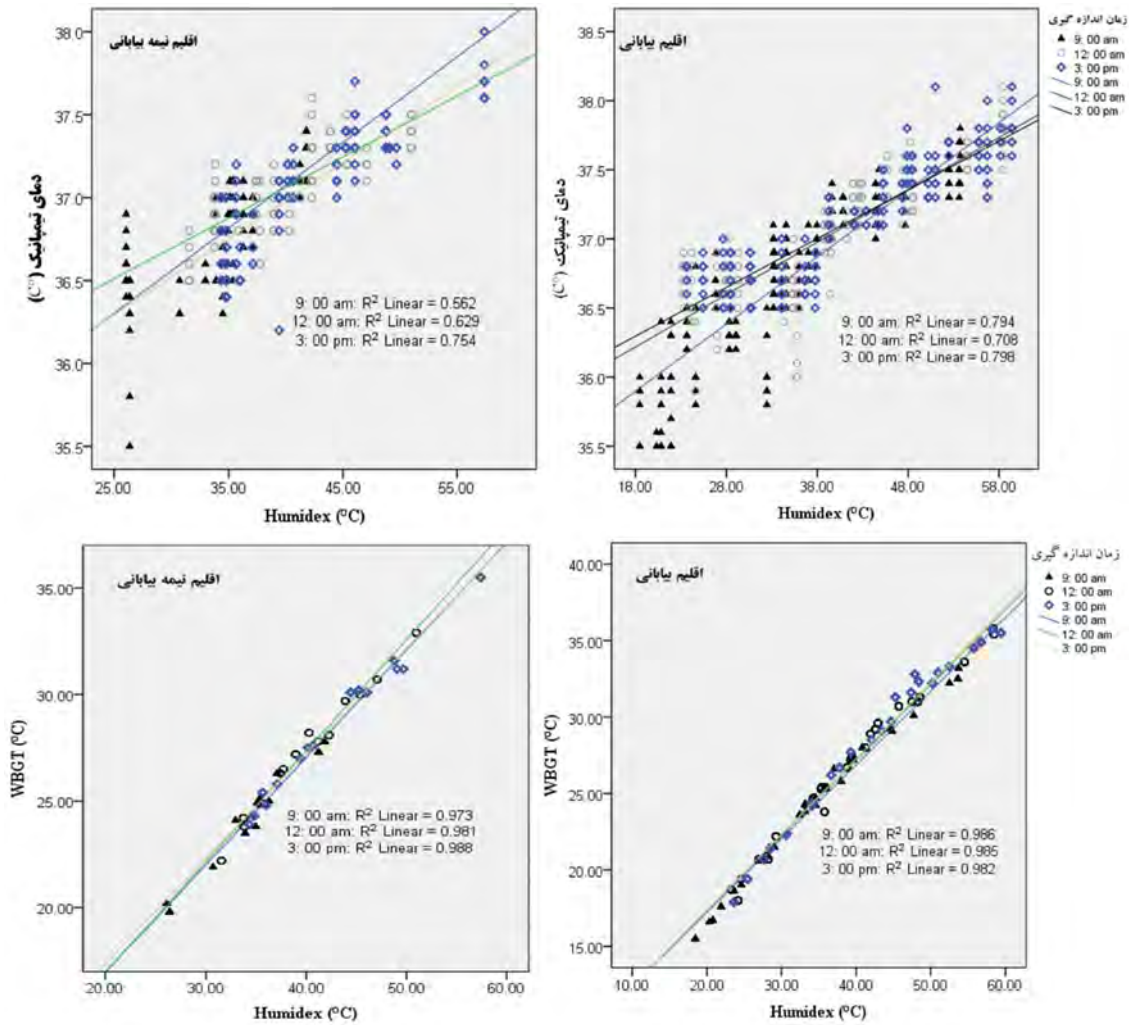 اقلیم نیمه بیابانی
38.0
37.5
37.0
36.5
36.0
35.5
دمای تیمپانیک (°C)
9: 00 am: R² Linear = 0.562
12: 00 am: R² Linear = 0.629
3: 00 pm: R² Linear = 0.754
25.00 35.00 45.00 55.00
Humidex (°C)
اقلیم بیابانی
38.5
38.0
37.5
37.0
36.5
36.0
35.5
دمای تیمپانیک (°C)
9: 00 am: R² Linear = 0.794
12: 00 am: R² Linear = 0.708
3: 00 pm: R² Linear = 0.798
18.00 28.00 38.00 48.00 58.00
Humidex (°C)
زمان اندازه گیری
9: 00 am
12: 00 am
3: 00 pm
9: 00 am
12: 00 am
3: 00 pm
اقلیم نیمه بیابانی
35.00
30.00
25.00
20.00
WBGT (°C)
9: 00 am: R² Linear = 0.973
12: 00 am: R² Linear = 0.981
3: 00 pm: R² Linear = 0.988
20.00 30.00 40.00 50.00 60.00
Humidex (°C)
اقلیم بیابانی
40.00
35.00
30.00
25.00
20.00
15.00
WBGT (°C)
9: 00 am: R² Linear = 0.986
12: 00 am: R² Linear = 0.985
3: 00 pm: R² Linear = 0.982
10.00 20.00 30.00 40.00 50.00 60.00
Humidex (°C)
زمان اندازه گیری
9: 00 am
12: 00 am
3: 00 pm
9: 00 am
12: 00 am
3: 00 pm